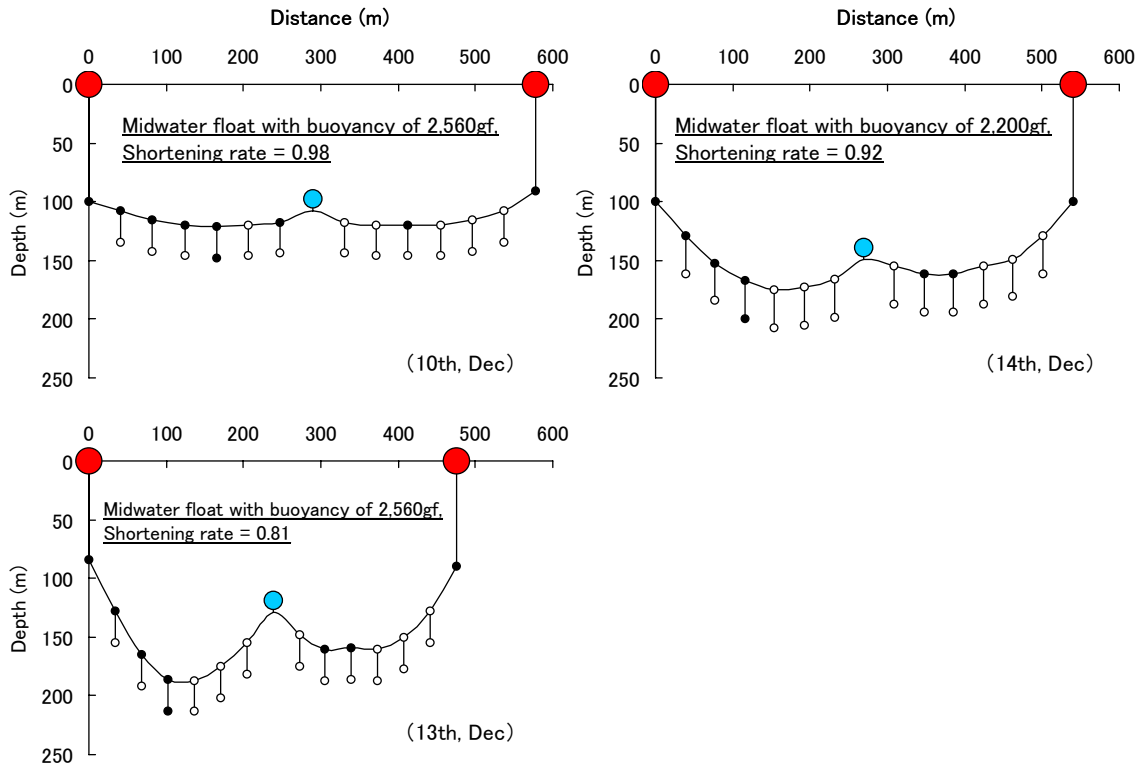 Distance (m)
0 100 200 300 400 500 600
0
50
100
150
200
250
Depth (m)
Midwater float with buoyancy of 2,560gf,
Shortening rate = 0.98
(10th, Dec)
Distance (m)
0 100 200 300 400 500 600
0
50
100
150
200
250
Depth (m)
Midwater float with buoyancy of 2,200gf,
Shortening rate = 0.92
(14th, Dec)
0 100 200 300 400 500 600
0
50
100
150
200
250
Depth (m)
Midwater float with buoyancy of 2,560gf,
Shortening rate = 0.81
(13th, Dec)